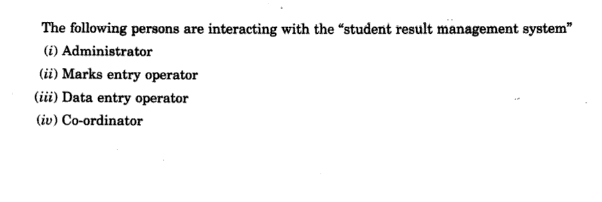 The following persons are interacting with the “student result management system”
(i) Administrator
(ii) Marks entry operator
(iii) Data entry operator
(iv) Co-ordinator